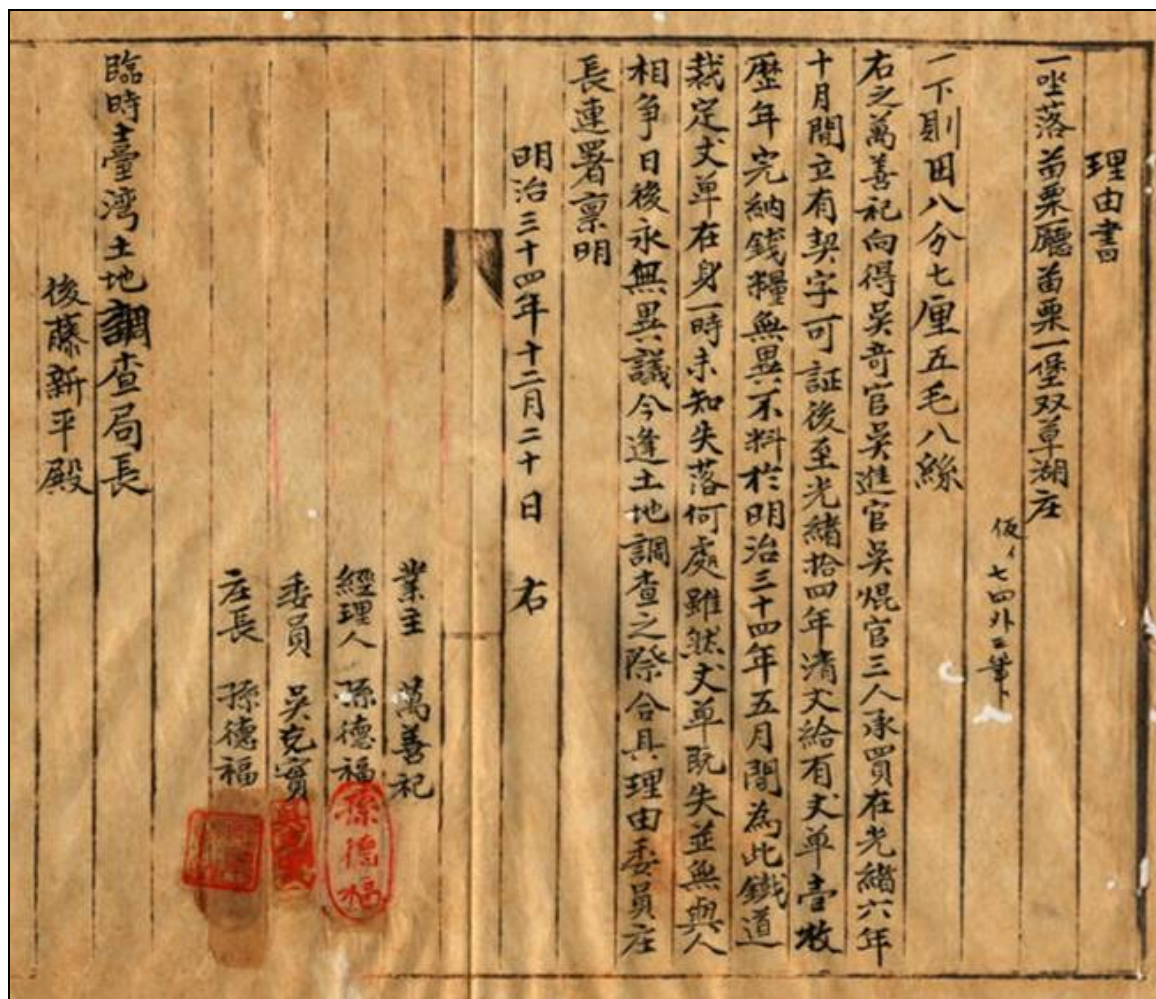 理由書
一坐落苗栗廳苗栗一堡双草湖庄
七四外三筆
一下則田八分七厘五毛八絲
右之萬善祀向得吳奇官吳進官吳焜官三人承買在光緒六年
十月間立有契字可証後至光緒拾四年清丈給有丈单壹枚
歷年完納錢糧無異不料於明治三十四年五月間為此鐵道
裁定丈单在身一時未知失落何處雖然丈单既失並無與人
相争日後永無異議今逢土地調查之際合具理由委員庄
長連署禀明
明治三十四年十二月二十日 右
業主 萬善祀
經理人 孫德福
孫德福
委員 吳克實
庄長 孫德福
臨時臺灣土地調查局長
後藤新平殿